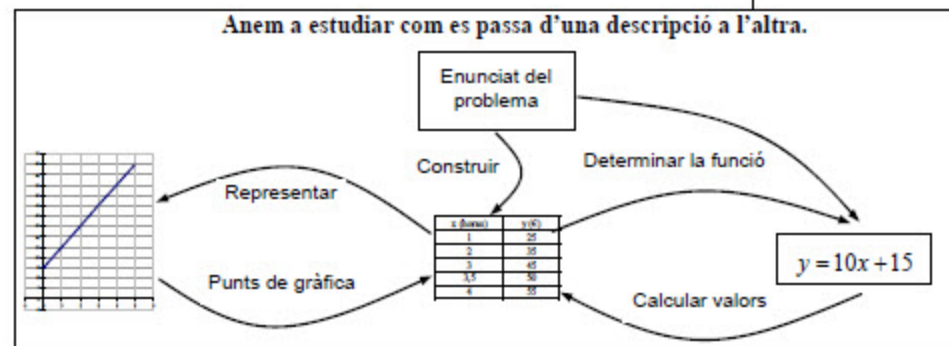 Anem a estudiar com es passa d'una descripció a l'altra.
Enunciat del
problema
Construir
Determinar la funció
Representar
x (hores) y (€)
1 25
2 35
3 45
3,5 50
4 55
y = 10x + 15
Punts de gràfica
Calcular valors